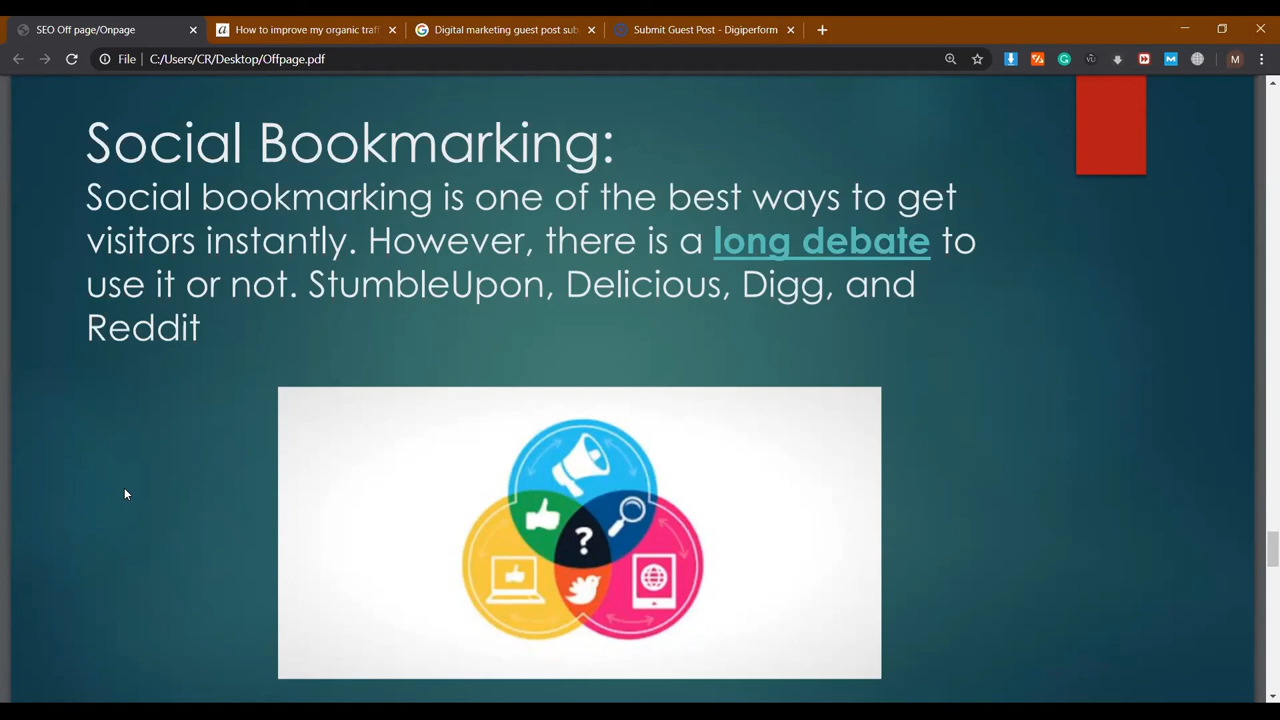 SEO Off page/Onpage
How to improve my organic traf
Digital marketing guest post sub
Submit Guest Post - Digiperform
File
C:/Users/CR/Desktop/Offpage.pdf
M
Social Bookmarking:
Social bookmarking is one of the best ways to get
visitors instantly. However, there is a long debate to
use it or not. StumbleUpon, Delicious, Digg, and
Reddit
?